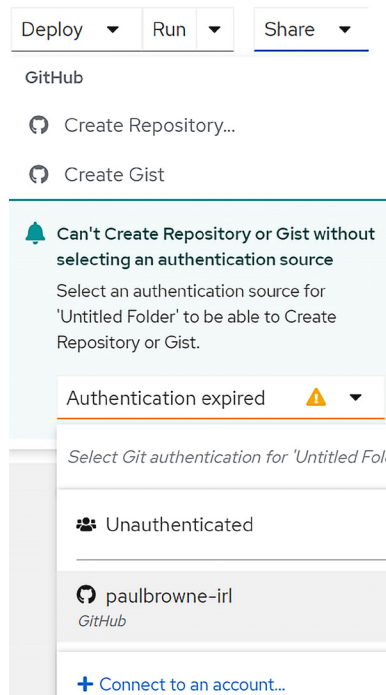 Deploy Run Share
GitHub
Create Repository...
Create Gist
Can't Create Repository or Gist without
selecting an authentication source
Select an authentication source for
'Untitled Folder' to be able to Create
Repository or Gist.
Authentication expired
Select Git authentication for 'Untitled Fol
Unauthenticated
paulbrowne-irl
GitHub
Connect to an account...